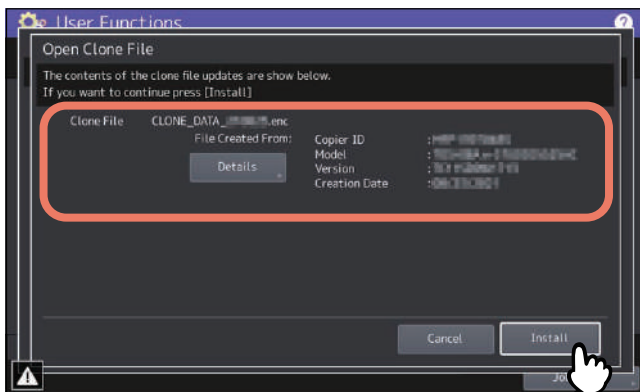 User Functions
?
Open Clone File
The contents of the clone file updates are show below.
If you want to continue press [Install]
Clone File CLONE_DATA_ .enc
File Created From:
Details
Copier ID :
Model :
Version :
Creation Date :
Cancel
Install